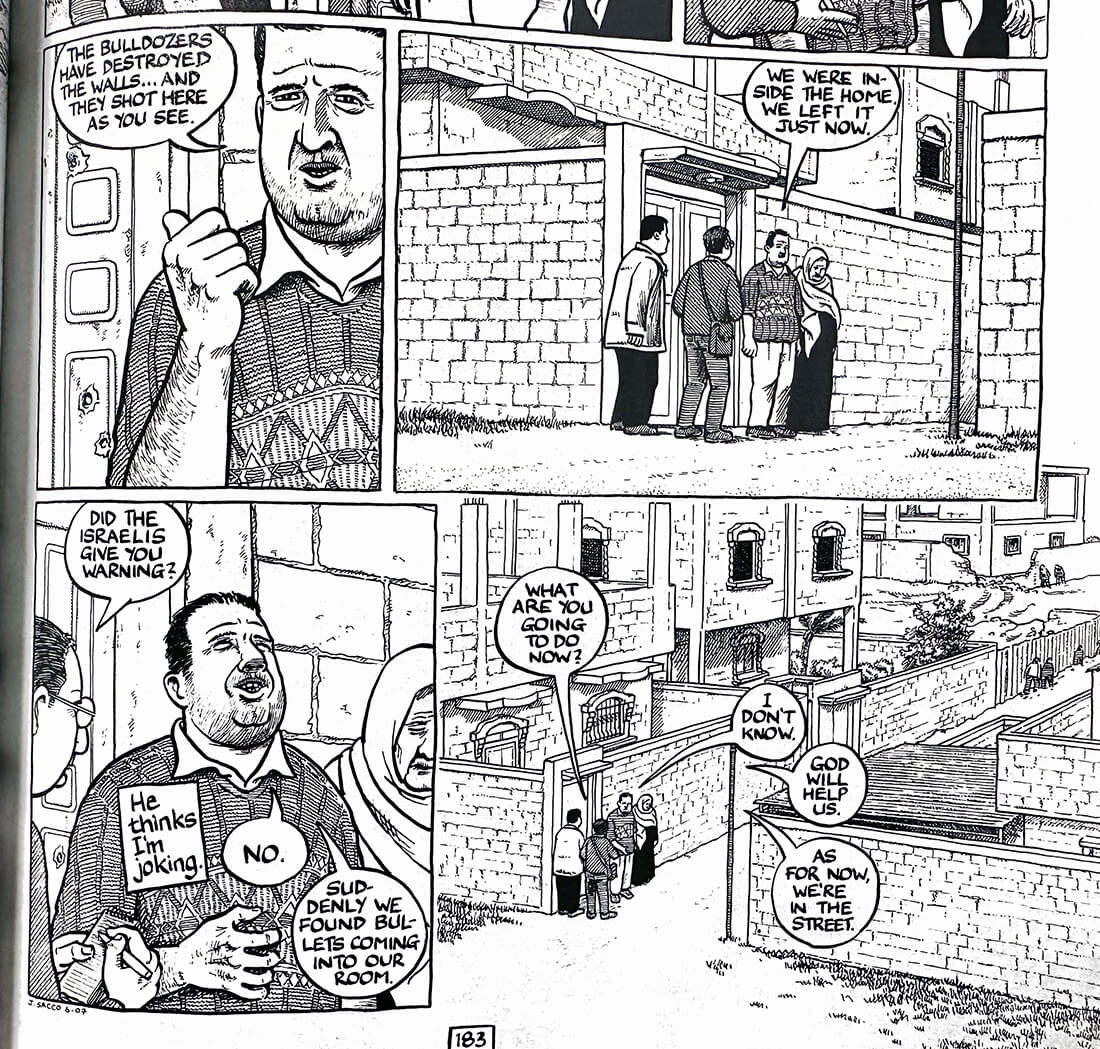 THE BULLDOZERS
HAVE DESTROYED
THE WALLS... AND
THEY SHOT HERE
AS YOU SEE.
WE WERE IN-
SIDE THE HOME.
WE LEFT IT
JUST NOW.
DID THE
ISRAELIS
GIVE YOU
WARNING?
He
thinks
I'm
joking.
NO.
SUD-
DENLY WE
FOUND BUL-
LETS COMING
INTO OUR
ROOM.
J. SACCO 6-07
WHAT
ARE YOU
GOING
TO DO
NOW?
I
DON'T
KNOW.
GOD
WILL
HELP
US.
AS
FOR NOW,
WE'RE
IN THE
STREET.
183